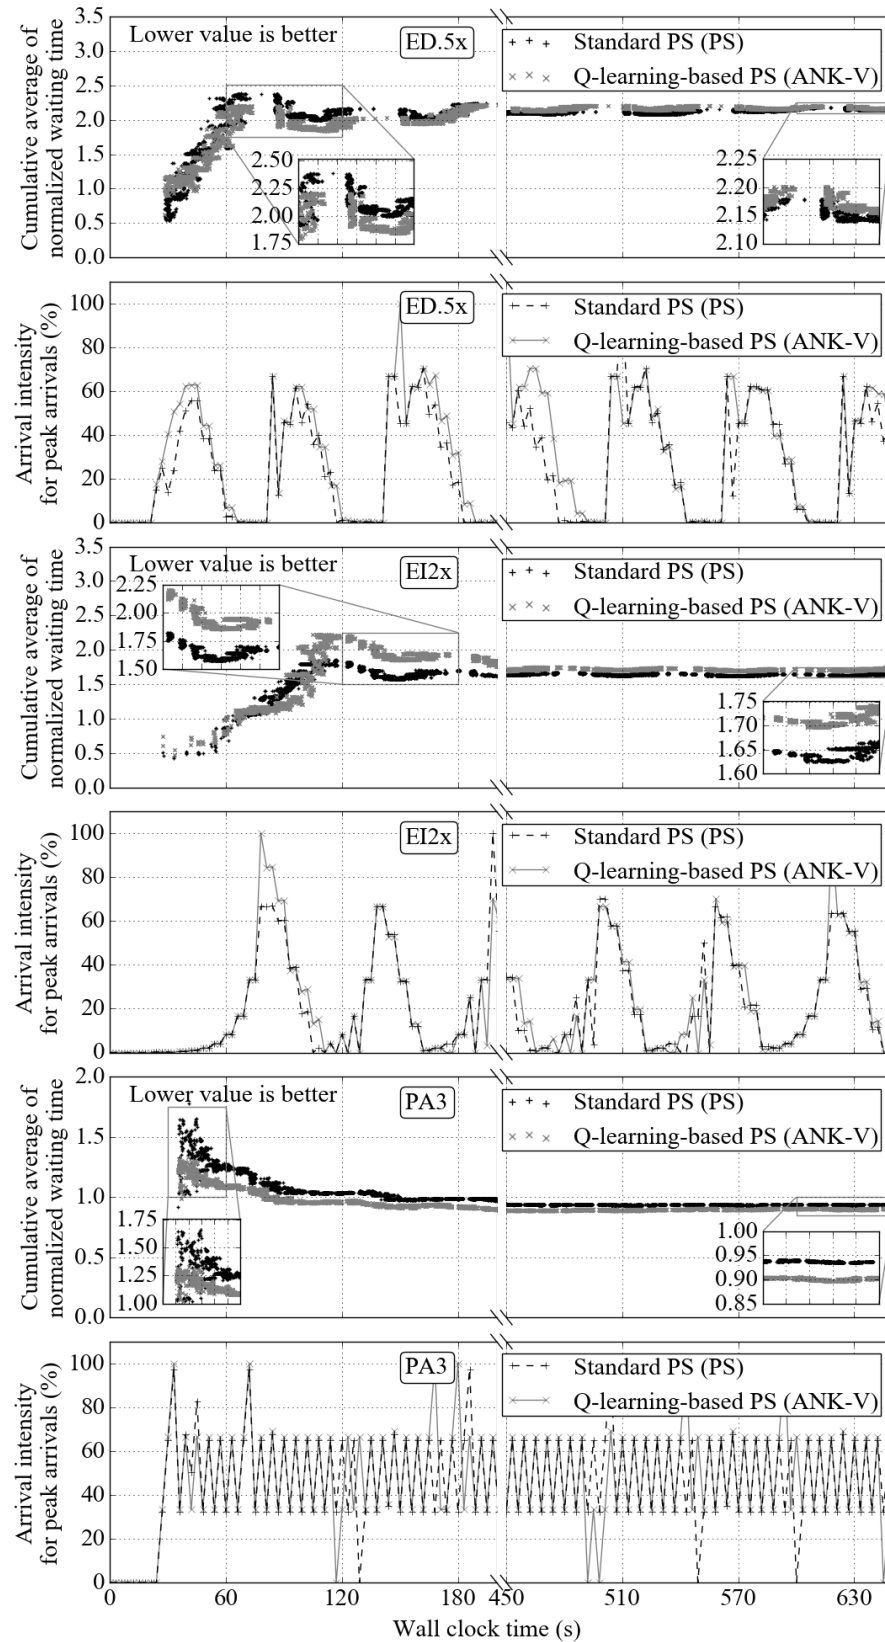 Lower value is better
ED.5x
Standard PS (PS)
Q-learning-based PS (ANK-V)
Cumulative average of
normalized waiting time
3.5
3.0
2.5
2.0
1.5
1.0
0.5
0.0
2.50
2.25
2.00
1.75
2.25
2.20
2.15
2.10
ED.5x
Standard PS (PS)
Q-learning-based PS (ANK-V)
Arrival intensity
for peak arrivals (%)
100
80
60
40
20
0
Lower value is better
EI2x
Standard PS (PS)
Q-learning-based PS (ANK-V)
Cumulative average of
normalized waiting time
3.5
3.0
2.5
2.0
1.5
1.0
0.5
0.0
2.25
2.00
1.75
1.50
1.75
1.70
1.65
1.60
EI2x
Standard PS (PS)
Q-learning-based PS (ANK-V)
Arrival intensity
for peak arrivals (%)
100
80
60
40
20
0
Lower value is better
PA3
Standard PS (PS)
Q-learning-based PS (ANK-V)
Cumulative average of
normalized waiting time
2.0
1.5
1.0
0.5
0.0
1.75
1.50
1.25
1.00
1.00
0.95
0.90
0.85
PA3
Standard PS (PS)
Q-learning-based PS (ANK-V)
Arrival intensity
for peak arrivals (%)
100
80
60
40
20
0
0 60 120 180 450 510 570 630
Wall clock time (s)